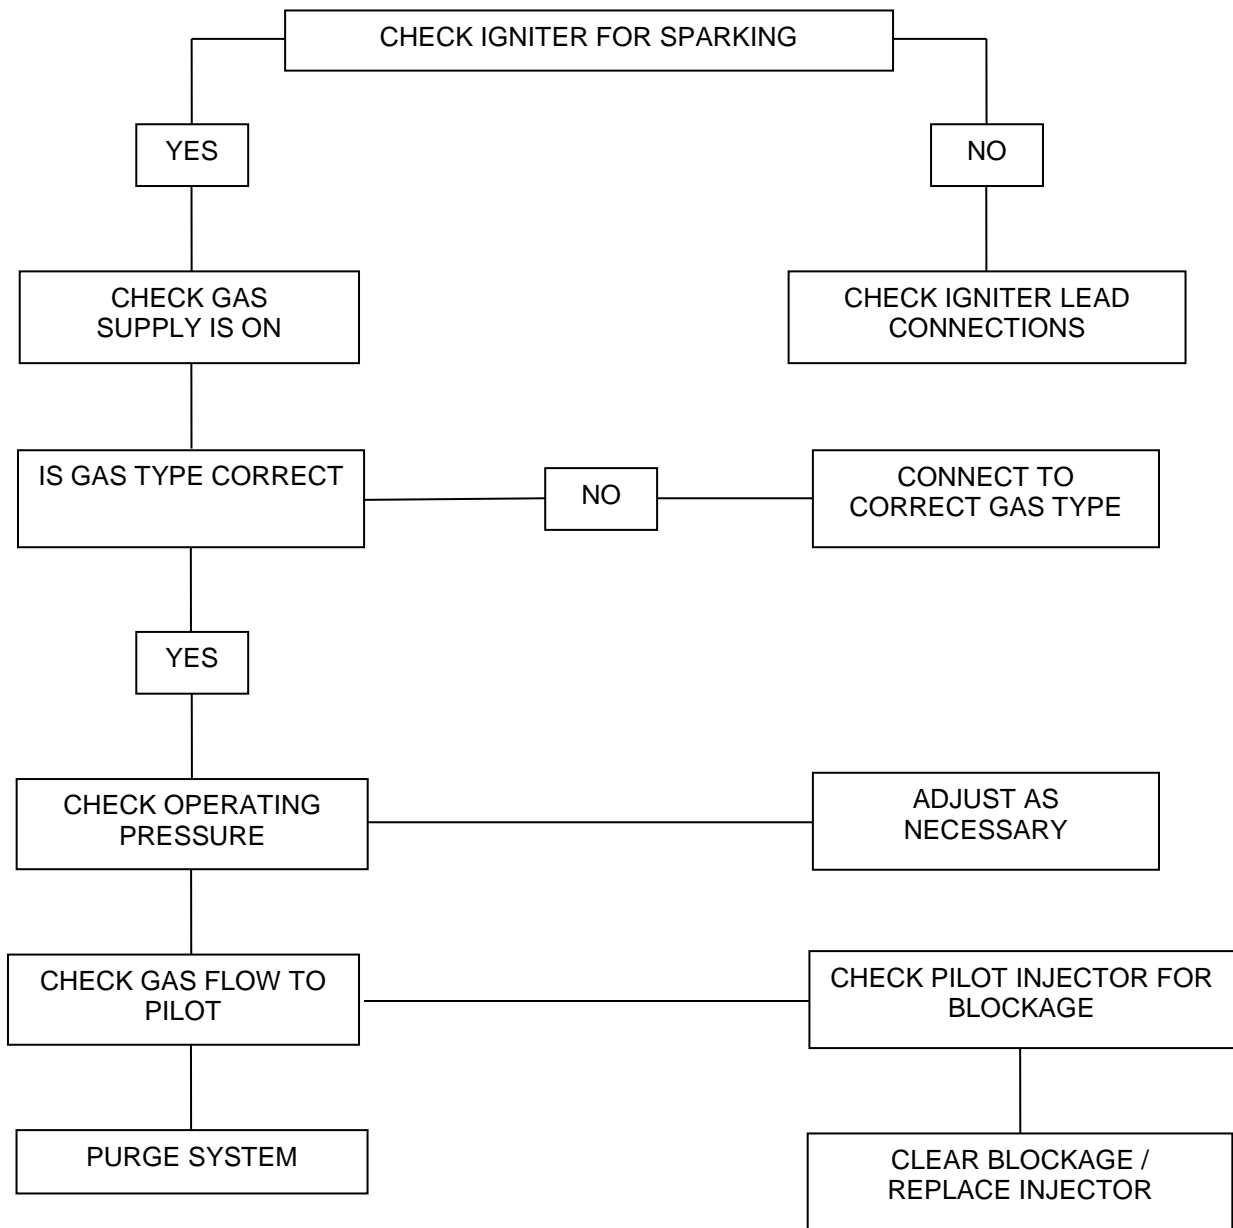 CHECK IGNITER FOR SPARKING
YES
NO
CHECK GAS
SUPPLY IS ON
CHECK IGNITER LEAD
CONNECTIONS
IS GAS TYPE CORRECT
NO
CONNECT TO
CORRECT GAS TYPE
YES
CHECK OPERATING
PRESSURE
ADJUST AS
NECESSARY
CHECK GAS FLOW TO
PILOT
CHECK PILOT INJECTOR FOR
BLOCKAGE
PURGE SYSTEM
CLEAR BLOCKAGE /
REPLACE INJECTOR